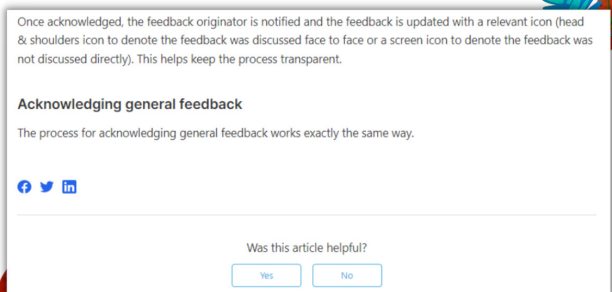 Once acknowledged, the feedback originator is notified and the feedback is updated with a relevant icon (head
& shoulders icon to denote the feedback was discussed face to face or a screen icon to denote the feedback was
not discussed directly). This helps keep the process transparent.
Acknowledging general feedback
The process for acknowledging general feedback works exactly the same way.
Was this article helpful?
Yes
No